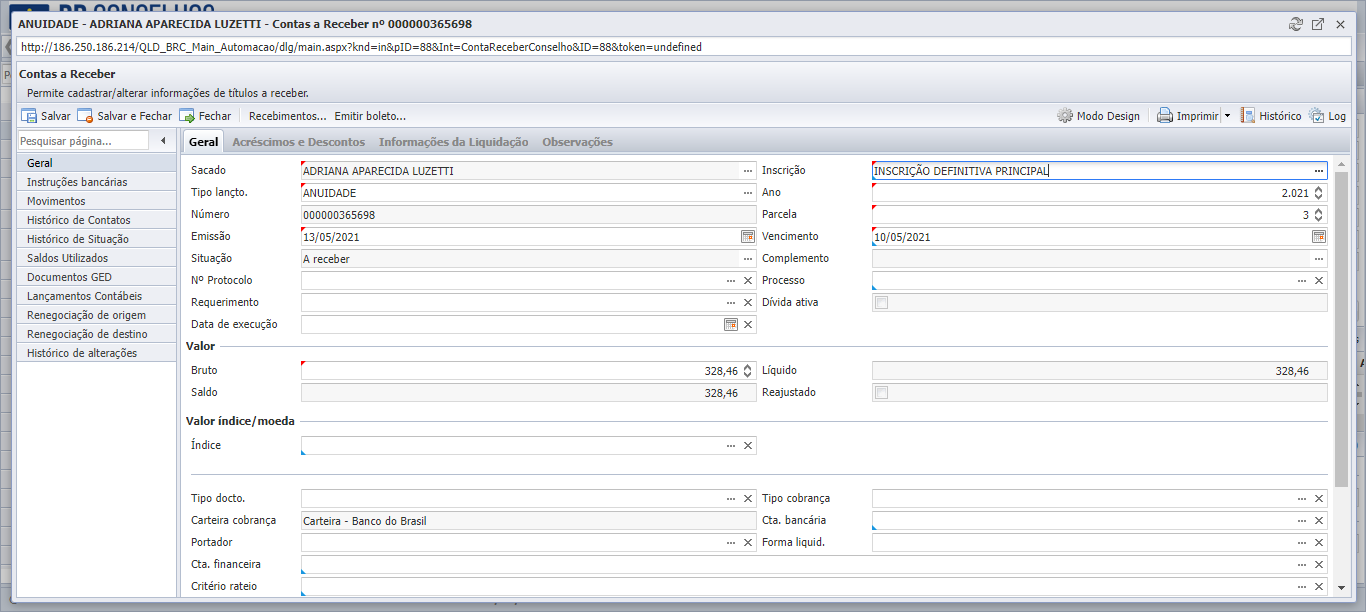 ANUIDADE - ADRIANA APARECIDA LUZETTI - Contas a Receber nº 000000365698
http://186.250.186.214/QLD_BRC_Main_Automacao/dlg/main.aspx?knd=in&pID=88&Int=ContaReceberConselho&ID=88&token=undefined
Contas a Receber
Permite cadastrar/alterar informações de títulos a receber.
Salvar Salvar e Fechar Fechar Recebimentos... Emitir boleto... Modo Design Imprimir Histórico Log
Pesquisar página...
Geral
Instruções bancárias
Movimentos
Histórico de Contatos
Histórico de Situação
Saldos Utilizados
Documentos GED
Lançamentos Contábeis
Renegociação de origem
Renegociação de destino
Histórico de alterações
Geral Acréscimos e Descontos Informações da Liquidação Observações
Sacado ADRIANA APARECIDA LUZETTI Inscrição INSCRIÇÃO DEFINITIVA PRINCIPAL
Tipo lançto. ANUIDADE Ano 2.021
Número 000000365698 Parcela 3
Emissão 13/05/2021 Vencimento 10/05/2021
Situação A receber Complemento
Nº Protocolo Processo
Requerimento Dívida ativa
Data de execução
Valor
Bruto 328,46 Líquido 328,46
Saldo 328,46 Reajustado
Valor índice/moeda
Índice
Tipo docto. Tipo cobrança
Carteira cobrança Carteira - Banco do Brasil Cta. bancária
Portador Forma liquid.
Cta. financeira
Critério rateio